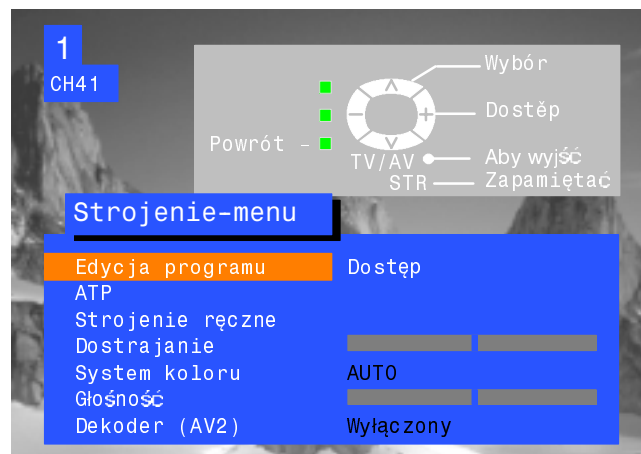 1
CH41
Wybór
Dostěp
Powrót –
TV/AV Aby wyjść
STR Zapamiętać
Strojenie-menu
Edycja programu Dostęp
ATP
Strojenie ręczne
Dostrajanie
System koloru AUTO
Głośność
Dekoder (AV2) Wyłączony